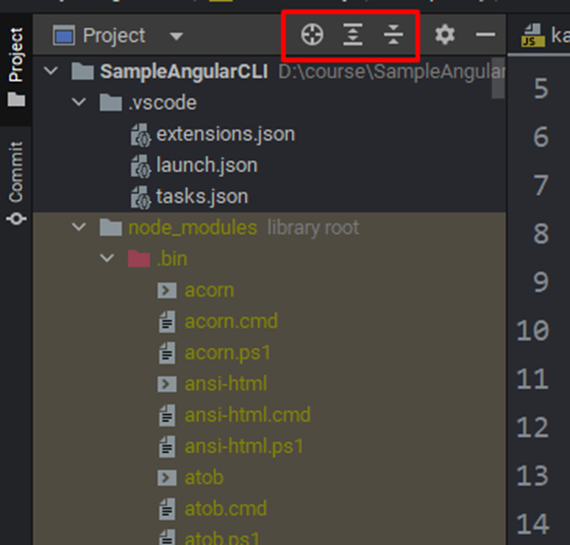 Project
Project
Commit
SampleAngularCLI D:\course\SampleAngular
.vscode
extensions.json
launch.json
tasks.json
node_modules library root
.bin
acorn
acorn.cmd
acorn.ps1
ansi-html
ansi-html.cmd
ansi-html.ps1
atob
atob.cmd
atob.ps1
JS
ka
5
6
7
8
9
10
11
12
13
14